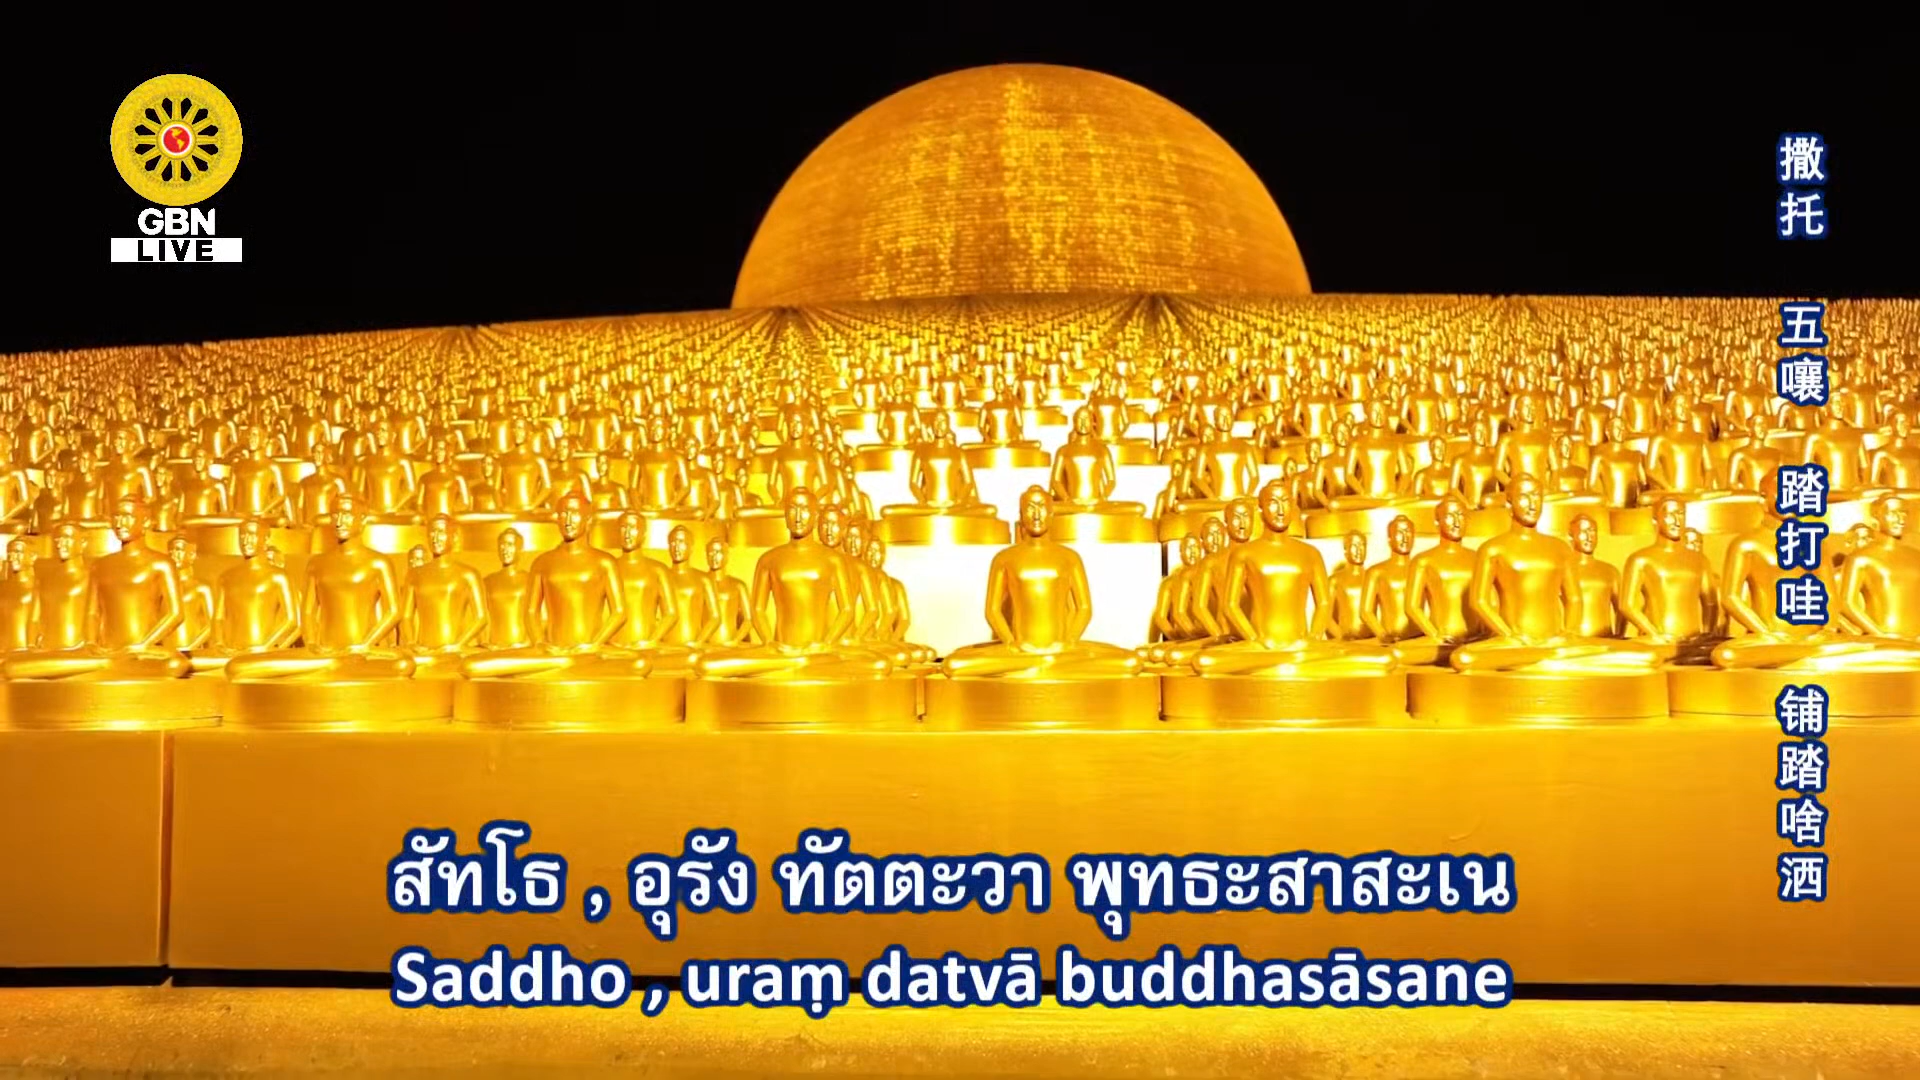 GBN
LIVE
撒托 五嚷 踏打哇 铺踏啥洒
สัทโธ , อุรัง ทัตตะวา พุทธะสาสะเน
Saddho , uraṃ datvā buddhasāsane